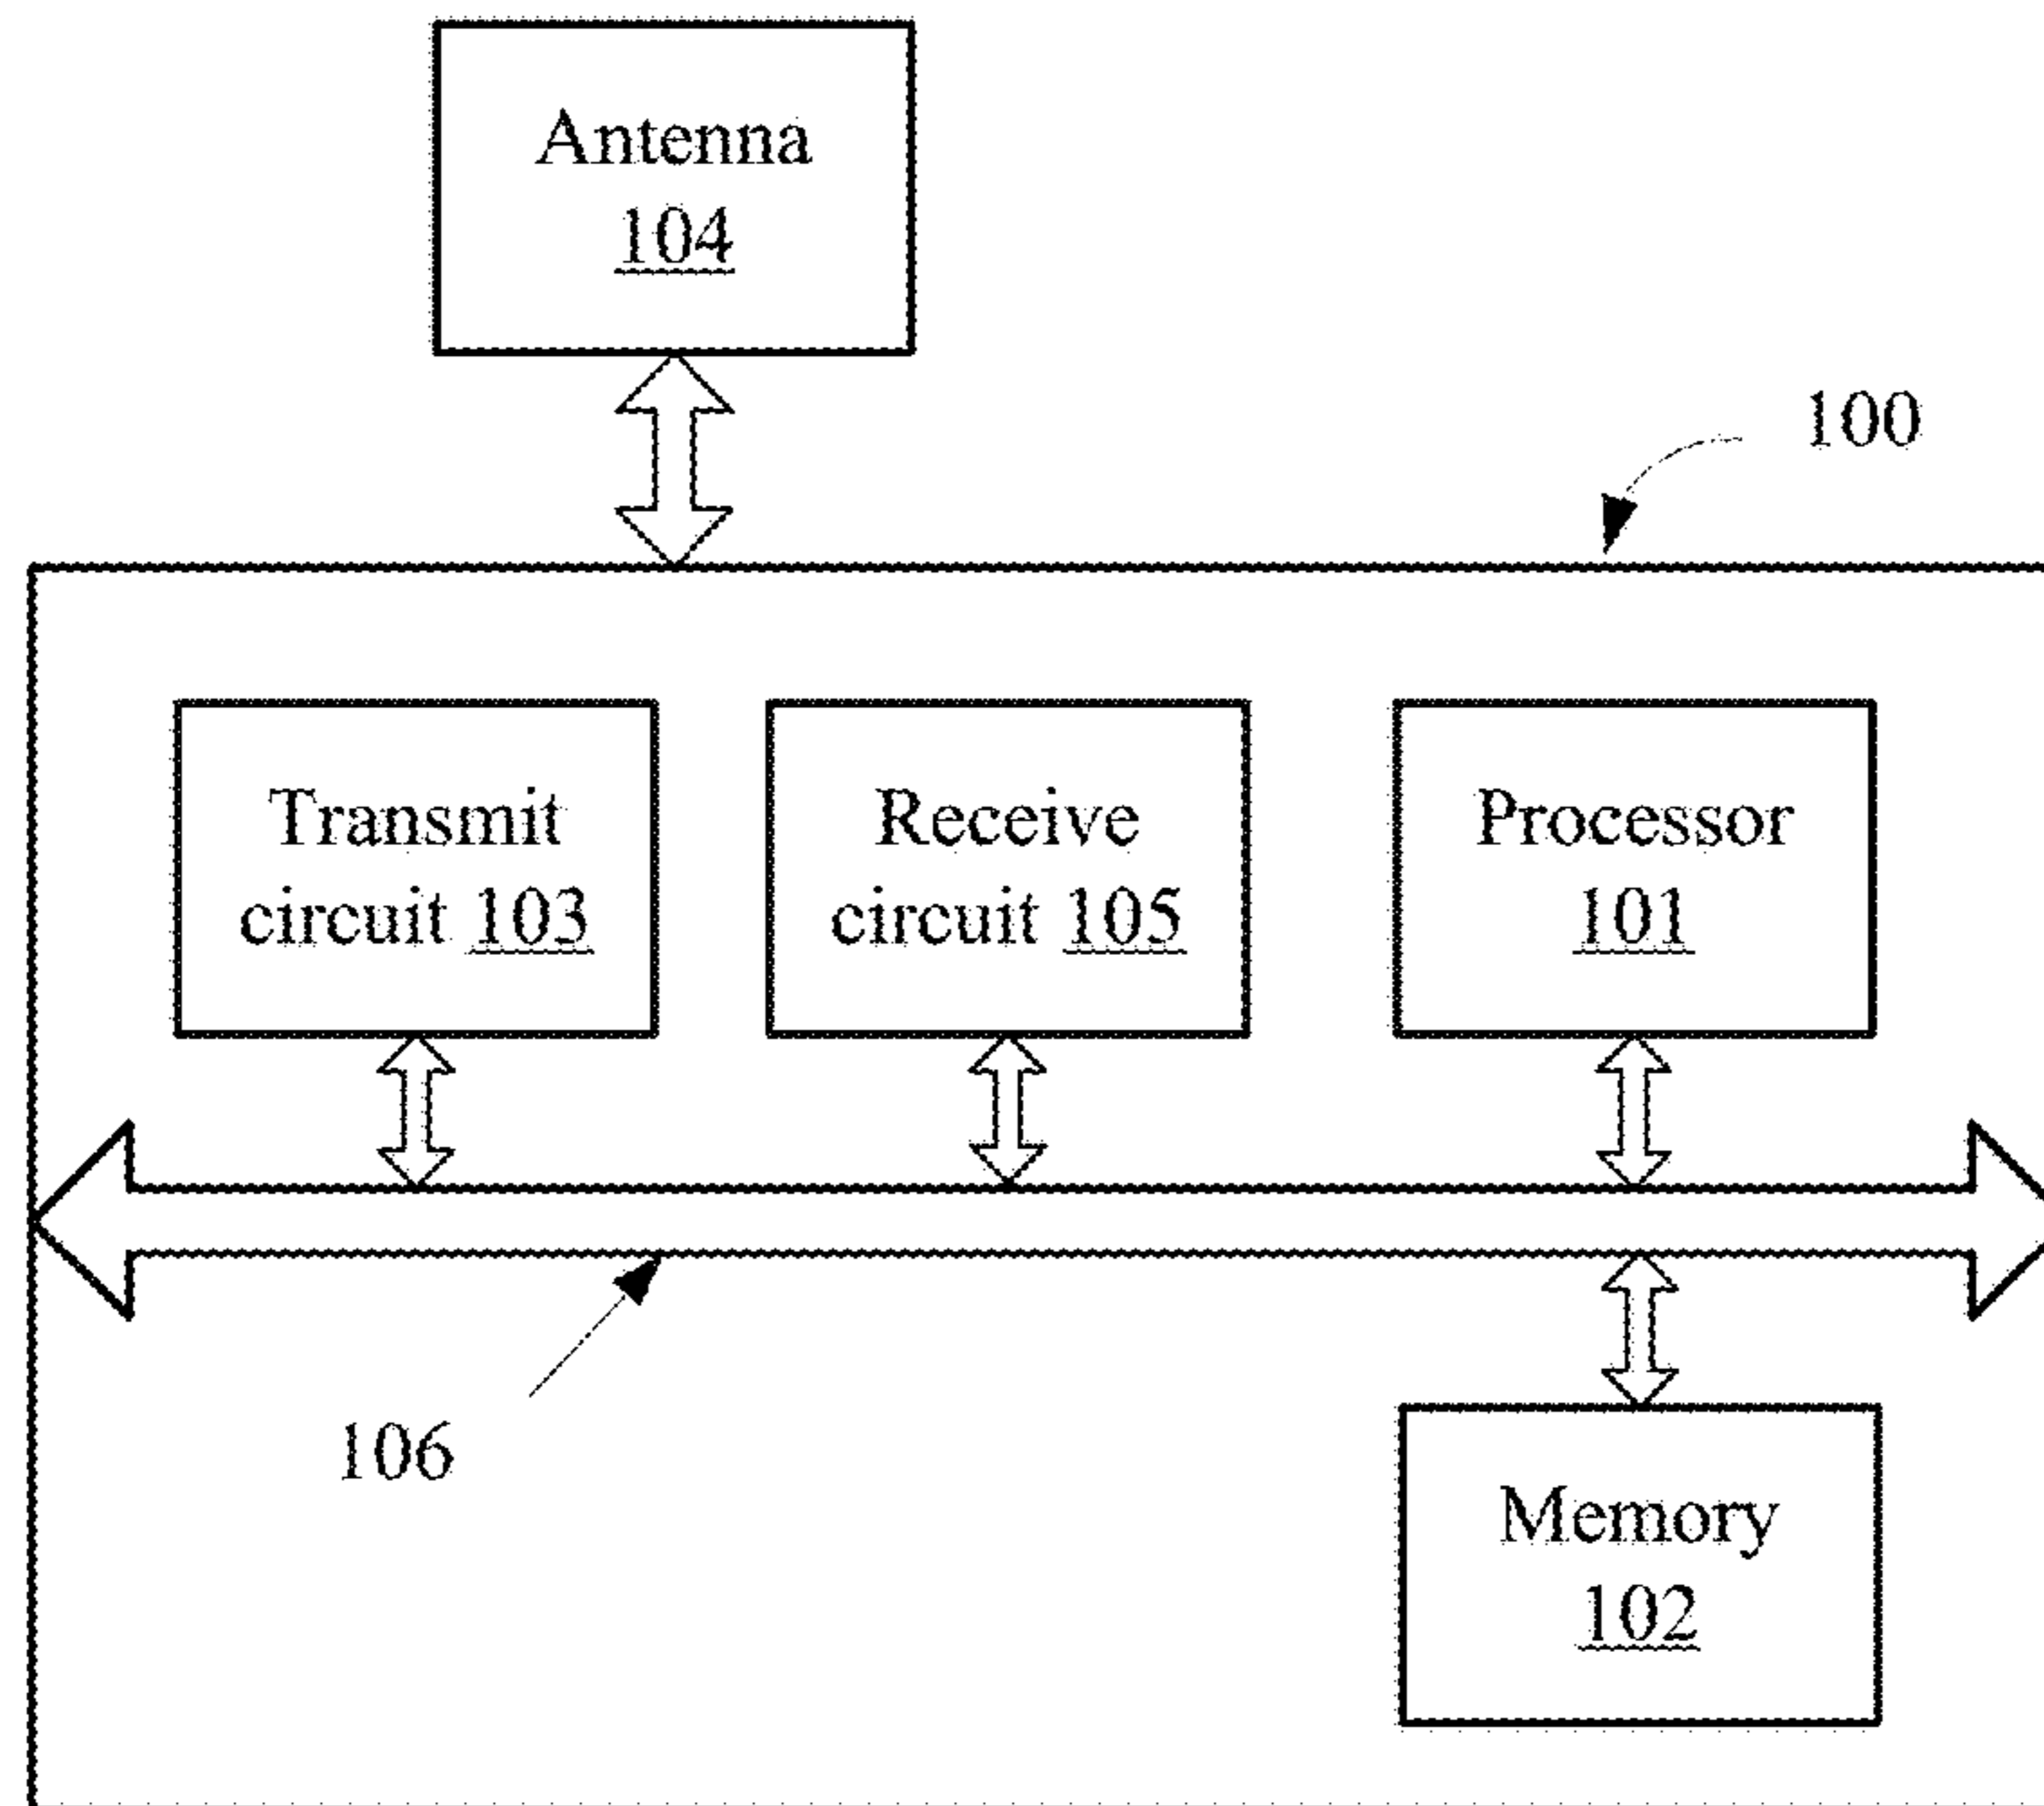 Antenna
104
100
Transmit
circuit 103
Receive
circuit 105
Processor
101
106
Memory
102